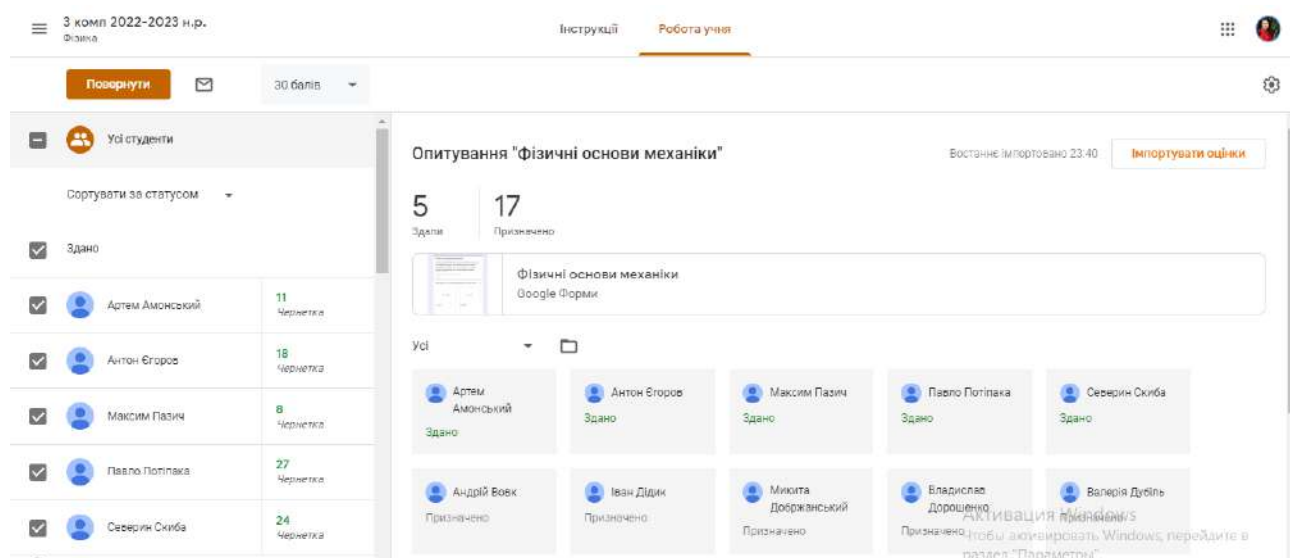 3 комп 2022-2023 н.р.
Фізика
Інструкції
Робота учня
Повернути
30 балів
Усі студенти
Сортувати за статусом
Здано
Артем Амонський
11
Чернетка
Антон Єгоров
18
Чернетка
Максим Пазич
8
Чернетка
Павло Потіпака
27
Чернетка
Северин Скиба
24
Чернетка
Опитування "Фізичні основи механіки"
Востаннє імпортовано 23:40
Імпортувати оцінки
5
Здали
17
Призначено
Фізичні основи механіки
Google Форми
Усі
Артем
Амонський
Здано
Антон Єгоров
Здано
Максим Пазич
Здано
Павло Потіпака
Здано
Северин Скиба
Здано
Андрій Вовк
Призначено
Іван Дідик
Призначено
Микита
Добржанський
Призначено
Владислав
Дорошенко
Призначено
Валерія Дубіль
Призначено
Активация Windows
Чтобы активировать Windows, перейдите в
раздел "Параметры".